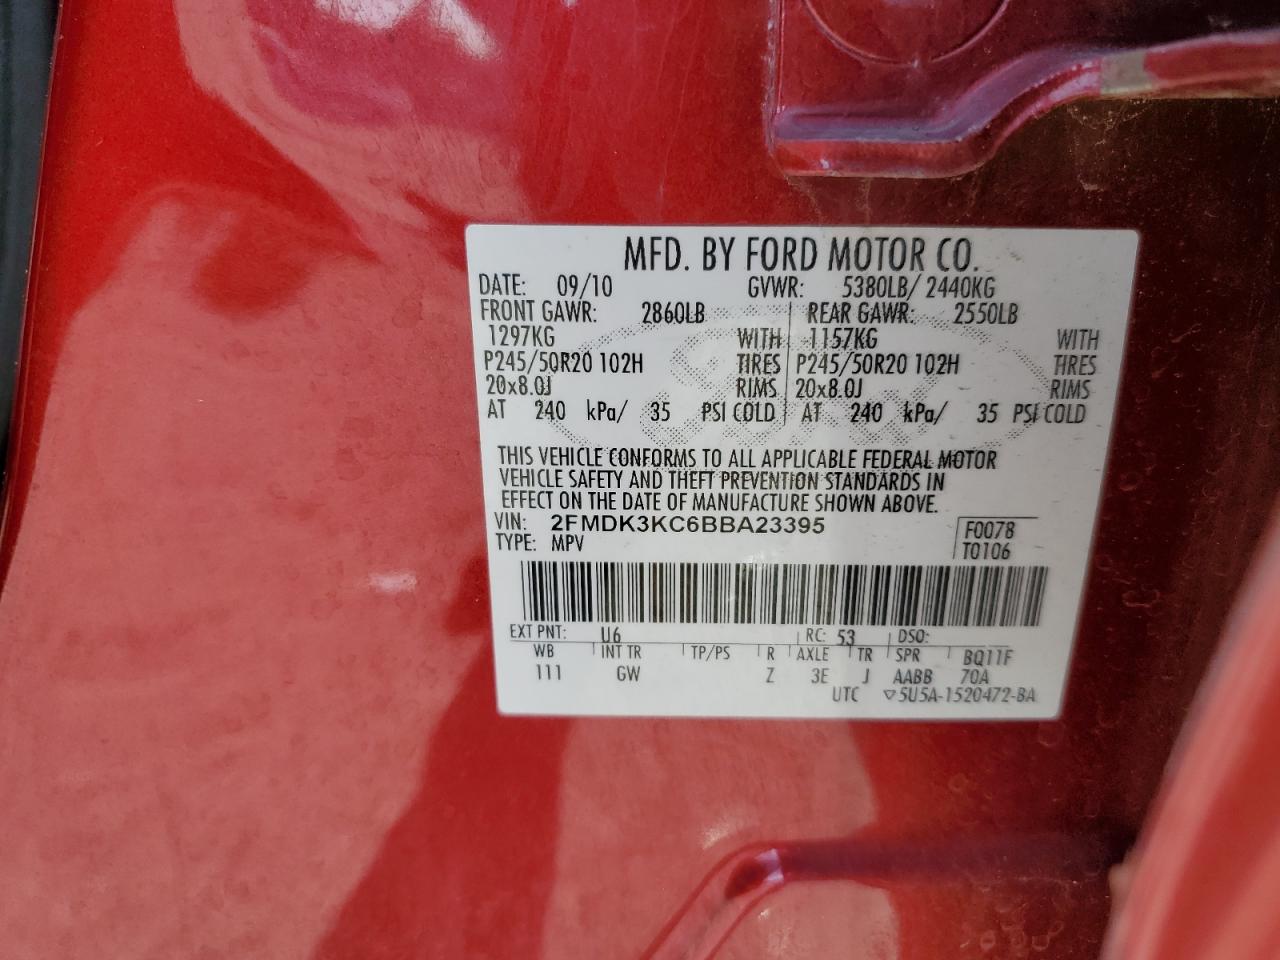 MFD. BY FORD MOTOR CO.
DATE: 09/10 GVWR: 5380LB/ 2440KG
FRONT GAWR: 2860LB REAR GAWR: 2550LB
1297KG WITH 1157KG WITH
P245/50R20 102H TIRES P245/50R20 102H TIRES
20x8.0J RIMS 20x8.0J RIMS
AT 240 kPa/ 35 PSI COLD AT 240 kPa/ 35 PSI COLD
THIS VEHICLE CONFORMS TO ALL APPLICABLE FEDERAL MOTOR
VEHICLE SAFETY AND THEFT PREVENTION STANDARDS IN
EFFECT ON THE DATE OF MANUFACTURE SHOWN ABOVE.
VIN: 2FMDK3KC6BBA23395 F0078
TYPE: MPV T0106
EXT PNT: U6 RC: 53 DSO:
WB INT TR TP/PS R AXLE TR SPR BQ11F
111 GW Z 3E J AABB 70A
UTC ▽5U5A-1520472-BA